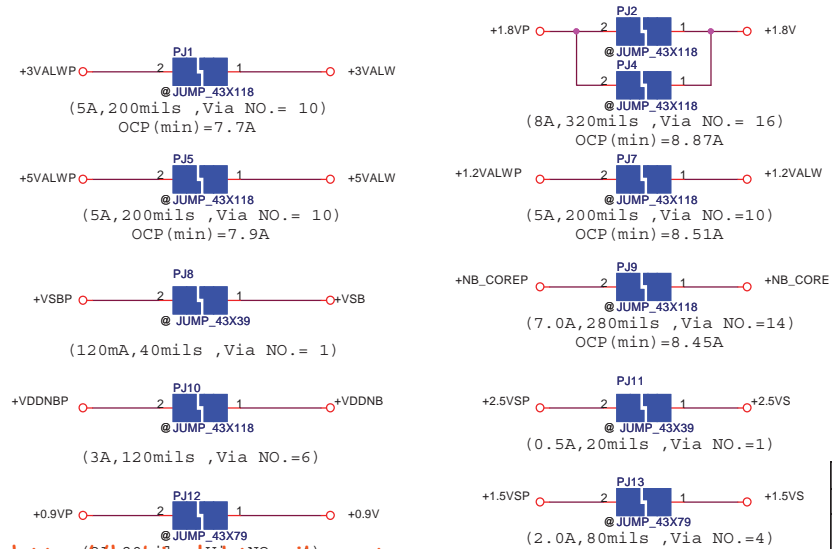 PJ1
+3VALWP 2 1 +3VALW
@ JUMP_43X118
(5A,200mils ,Via NO.= 10)
OCP(min)=7.7A
PJ2
+1.8VP 2 1 +1.8V
@ JUMP_43X118
PJ4
2 1
@ JUMP_43X118
(8A,320mils ,Via NO.= 16)
OCP(min)=8.87A
PJ5
+5VALWP 2 1 +5VALW
@ JUMP_43X118
(5A,200mils ,Via NO.= 10)
OCP(min)=7.9A
PJ7
+1.2VALWP 2 1 +1.2VALW
@ JUMP_43X118
(5A,200mils ,Via NO.=10)
OCP(min)=8.51A
PJ8
+VSBP 2 1 +VSB
@ JUMP_43X39
(120mA,40mils ,Via NO.= 1)
PJ9
+NB_COREP 2 1 +NB_CORE
@ JUMP_43X118
(7.0A,280mils ,Via NO.=14)
OCP(min)=8.45A
PJ10
+VDDNBP 2 1 +VDDNB
@ JUMP_43X118
(3A,120mils ,Via NO.=6)
PJ11
+2.5VSP 2 1 +2.5VS
@ JUMP_43X39
(0.5A,20mils ,Via NO.=1)
PJ12
+0.9VP 2 1 +0.9V
@ JUMP_43X79
PJ13
+1.5VSP 2 1 +1.5VS
@ JUMP_43X79
(2.0A,80mils ,Via NO.=4)